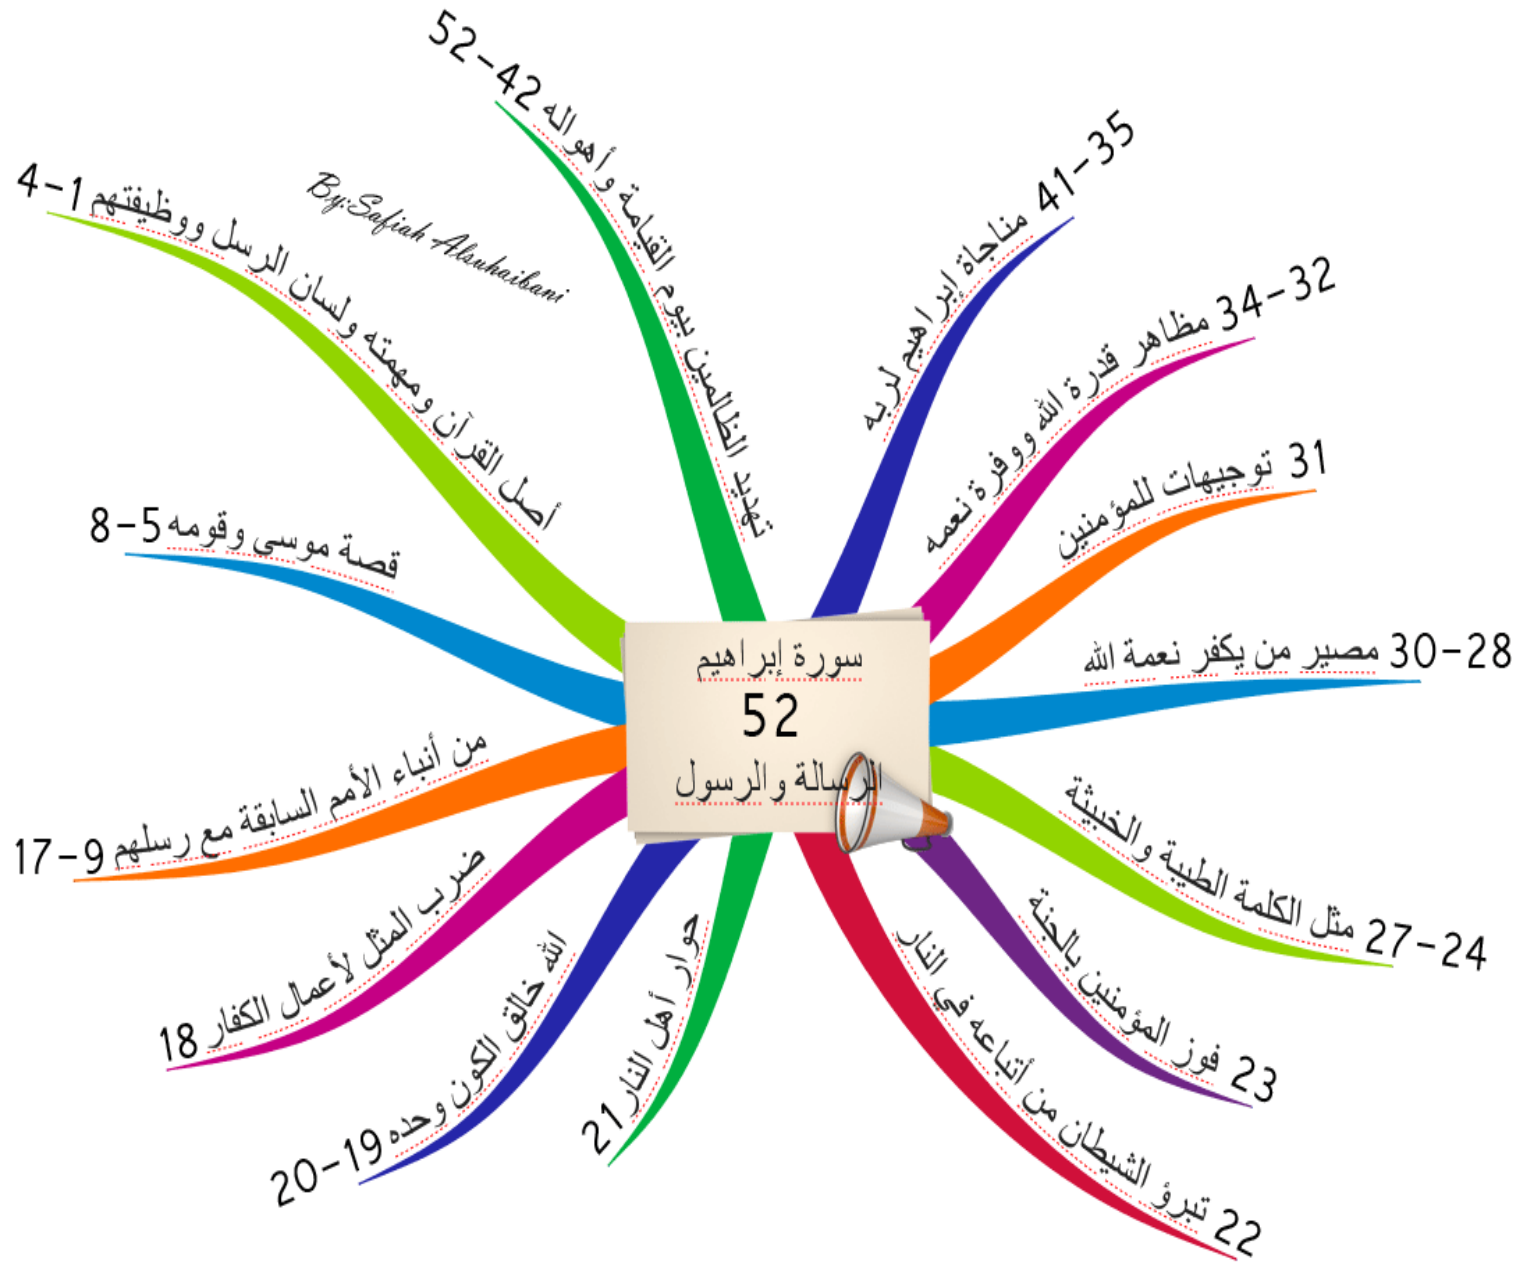 سورة إبراهيم
52
الرسالة والرسول
أصل القرآن ومهمته ولسان الرسل ووظيفتهم 1-4
قصة موسي وقومه 5-8
من أنباء الأمم السابقة مع رسلهم 9-17
ضرب المثل لأعمال الكفار 18
الله خالق الكون وحده 19-20
حوار أهل النار 21
22 تبرؤ الشيطان من أتباعه في النار
23 فوز المؤمنين بالجنة
27-24 مثل الكلمة الطيبة والخبيثة
30-28 مصير من يكفر نعمة الله
31 توجيهات للمؤمنين
34-32 مظاهر قدرة الله ووفرة نعمه
41-35 مناجاة إبراهيم لربه
تهديد الظالمين بيوم القيامة وأهواله 42-52
By:Safiah Alsuhaibani